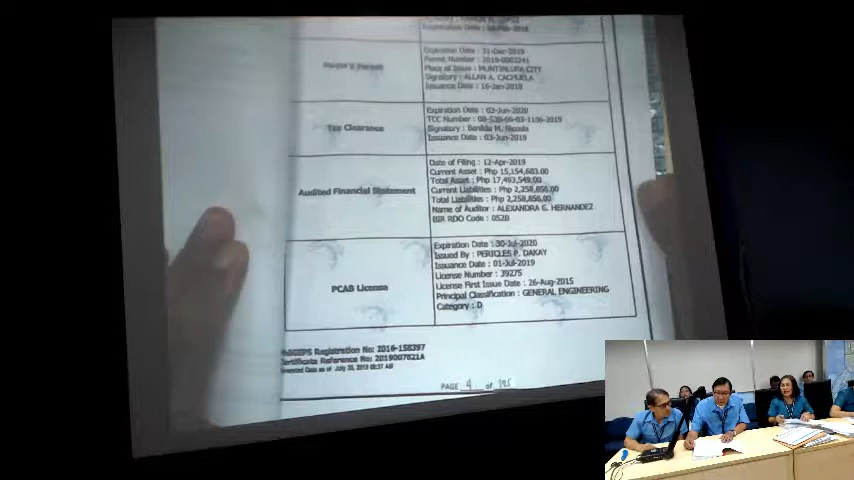 Expiration Date : 31-Dec-2019
Permit Number : 2019-0003241
Place of Issue : MUNTINLUPA CITY
Signatory : ALLAN A. CACHUELA
Issuance Date : 16-Jan-2019
Mayor's Permit
Expiration Date : 03-Jun-2020
Signatory :
Issuance Date : 03-Jun-2019
Tax Clearance
Date of Filing : 12-Apr-2019
Current Asset : Php 15,154,683.00
Total Asset : Php 17,493,549.00
Current Liabilities : Php 2,258,856.00
Total Liabilities : Php 2,258,856.00
Name of Auditor : ALEXANDRA G. HERNANDEZ
BIR RDO Code : 052B
Audited Financial Statement
Expiration Date : 30-Jul-2020
Issued By : PERICLES P. DAKAY
Issuance Date : 01-Jul-2019
License Number : 39275
License First Issue Date : 26-Aug-2015
Principal Classification : GENERAL ENGINEERING
Category : D
PCAB License
Registration No: 2016-158397
Certificate Reference No: 2019007821A
PAGE 4 of 125